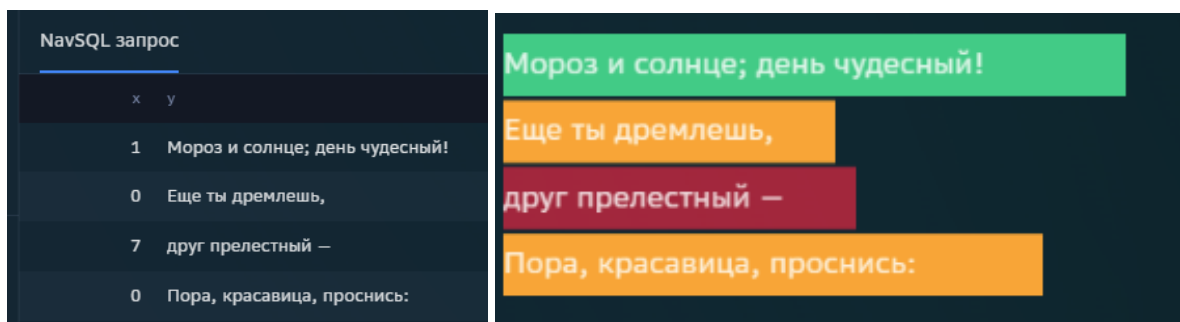 NavSQL запрос
x y
1 Мороз и солнце; день чудесный!
0 Еще ты дремлешь,
7 друг прелестный —
0 Пора, красавица, проснись:
Мороз и солнце; день чудесный!
Еще ты дремлешь,
друг прелестный —
Пора, красавица, проснись: